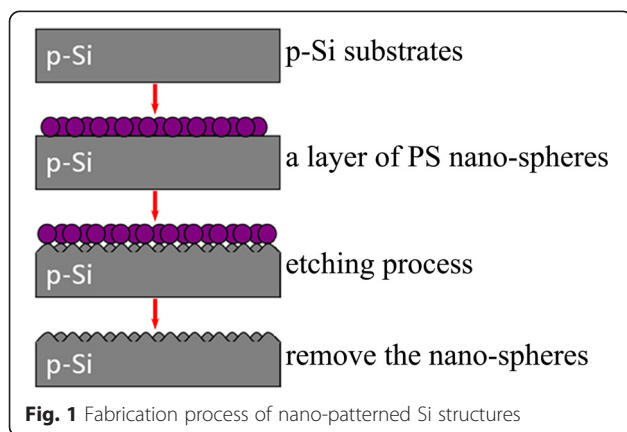 p-Si
p-Si substrates
a layer of PS nano-spheres
p-Si
etching process
p-Si
remove the nano-spheres
p-Si
Fig. 1 Fabrication process of nano-patterned Si structures